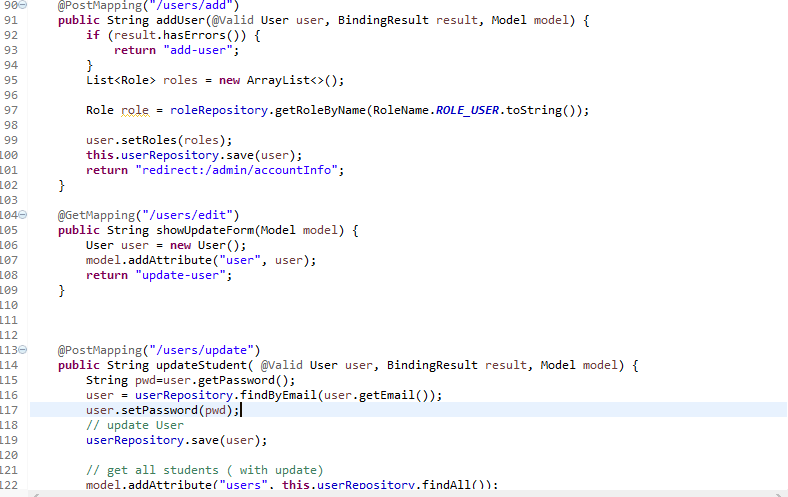 90 @PostMapping("/users/add")
91 public String addUser(@Valid User user, BindingResult result, Model model) {
92 if (result.hasErrors()) {
93 return "add-user";
94 }
95 List<Role> roles = new ArrayList<>();
96
97 Role role = roleRepository.getRoleByName(RoleName.ROLE_USER.toString());
98
99 user.setRoles(roles);
100 this.userRepository.save(user);
101 return "redirect:/admin/accountInfo";
102 }
103
104 @GetMapping("/users/edit")
105 public String showUpdateForm(Model model) {
106 User user = new User();
107 model.addAttribute("user", user);
108 return "update-user";
109 }
110
111
112
113 @PostMapping("/users/update")
114 public String updateStudent( @Valid User user, BindingResult result, Model model) {
115 String pwd=user.getPassword();
116 user = userRepository.findByEmail(user.getEmail());
117 user.setPassword(pwd);
118 // update User
119 userRepository.save(user);
120
121 // get all students ( with update)
122 model.addAttribute("users", this.userRepository.findAll());